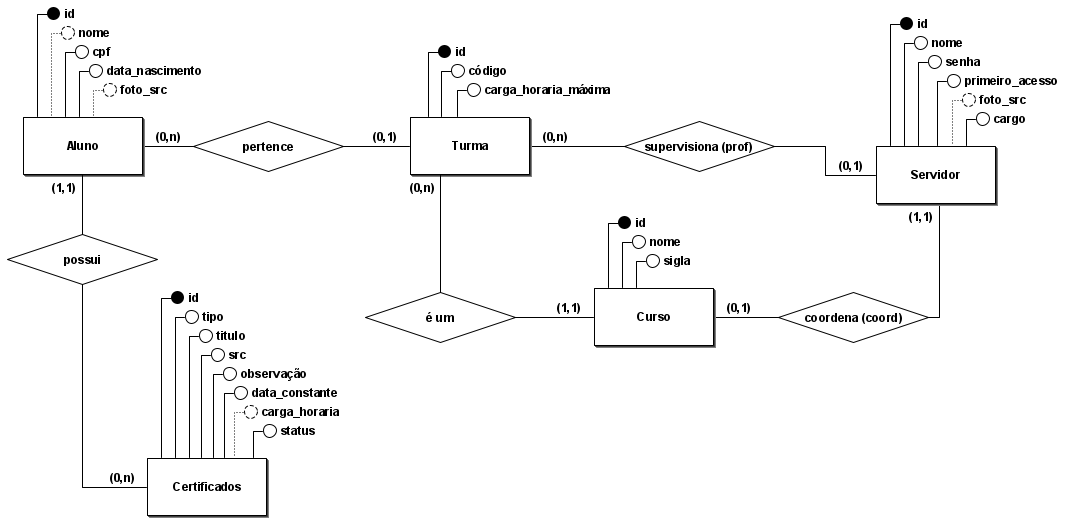 id
nome
cpf
data_nascimento
foto_src
Aluno
(0,n)
pertence
(0,1)
id
código
carga_horaria_máxima
Turma
(0,n)
supervisiona (prof)
(0,1)
id
nome
senha
primeiro_acesso
foto_src
cargo
Servidor
(1,1)
(0,n)
(1,1)
possui
id
nome
sigla
é um
(1,1)
Curso
(0,1)
coordena (coord)
id
tipo
titulo
src
observação
data_constante
carga_horaria
status
(0,n)
Certificados